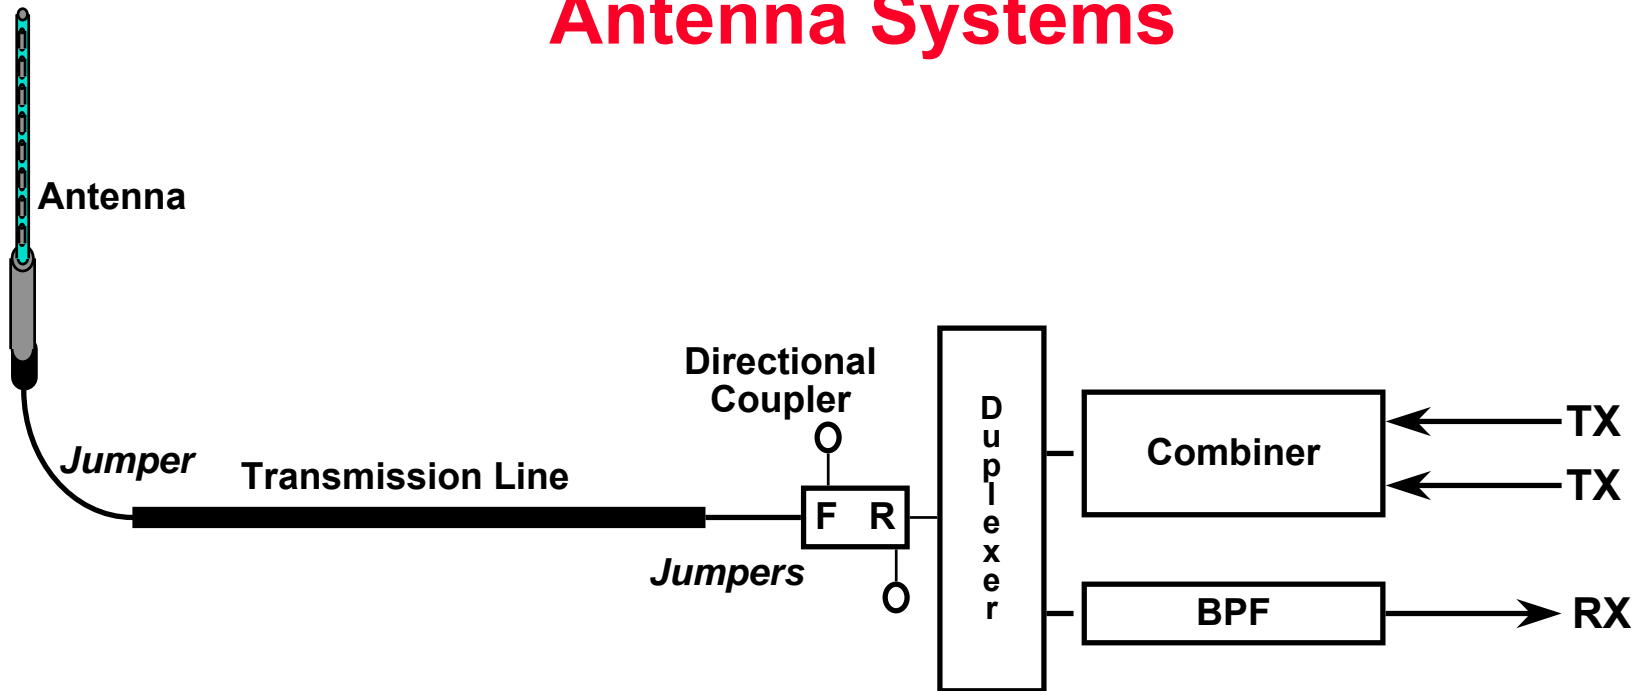 Antenna Systems
Antenna
Directional
Coupler
Jumper
Transmission Line
F R
Jumpers
Duplexer
Combiner
TX
TX
BPF
RX